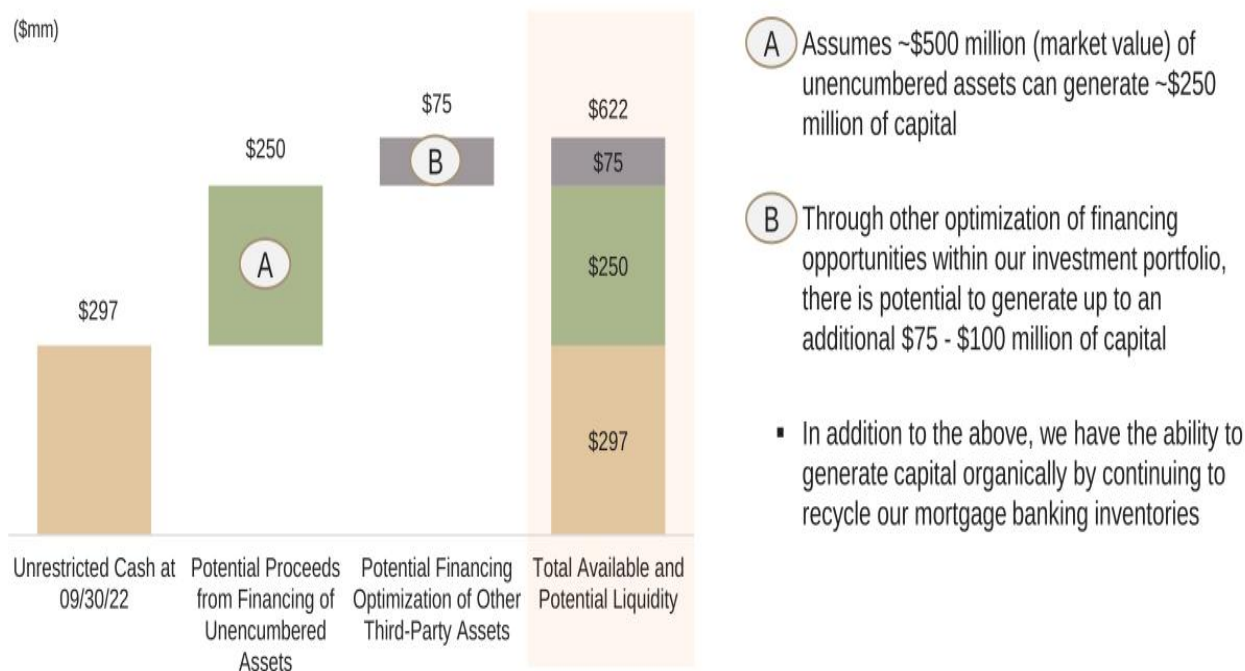 ($mm)
$297
$250
A
$75
B
$622
$75
$250
$297
Unrestricted Cash at
09/30/22
Potential Proceeds
from Financing of
Unencumbered
Assets
Potential Financing
Optimization of Other
Third-Party Assets
Total Available and
Potential Liquidity
A
Assumes ~$500 million (market value) of
unencumbered assets can generate ~$250
million of capital
B
Through other optimization of financing
opportunities within our investment portfolio,
there is potential to generate up to an
additional $75 - $100 million of capital
▪ In addition to the above, we have the ability to
generate capital organically by continuing to
recycle our mortgage banking inventories